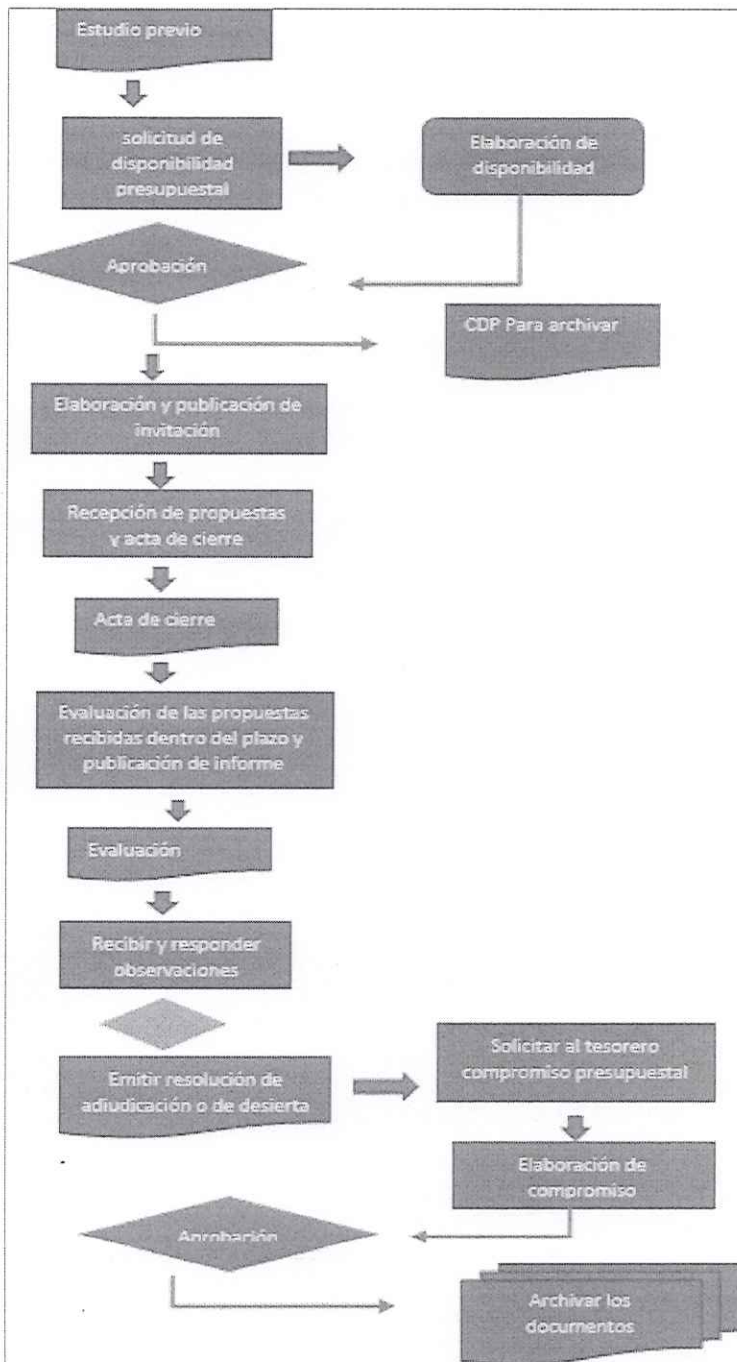 Estudio previo
solicitud de
disponibilidad
presupuestal
Elaboración de
disponibilidad
Aprobación
CDP Para archivar
Elaboración y publicación de
invitación
Recepción de propuestas
y acta de cierre
Acta de cierre
Evaluación de las propuestas
recibidas dentro del plazo y
publicación de informe
Evaluación
Recibir y responder
observaciones
Emitir resolución de
adjudicación o de desierta
Solicitar al tesorero
compromiso presupuestal
Elaboración de
compromiso
Aprobación
Archivar los
documentos